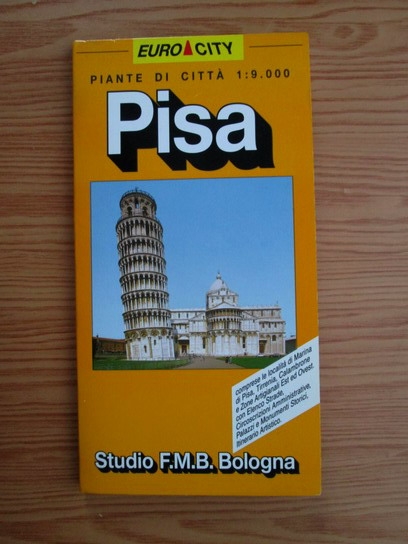 EURO CITY
PIANTE DI CITTÀ 1:9.000
Pisa
comprese le località di Marina
di Pisa, Tirrenia, Calambrone
e Zone Artigianali Est ed Ovest.
con Elenco Strade,
Circoscrizioni Amministrative,
Palazzi e Monumenti Storici,
Itinerario Artistico.
Studio F.M.B. Bologna